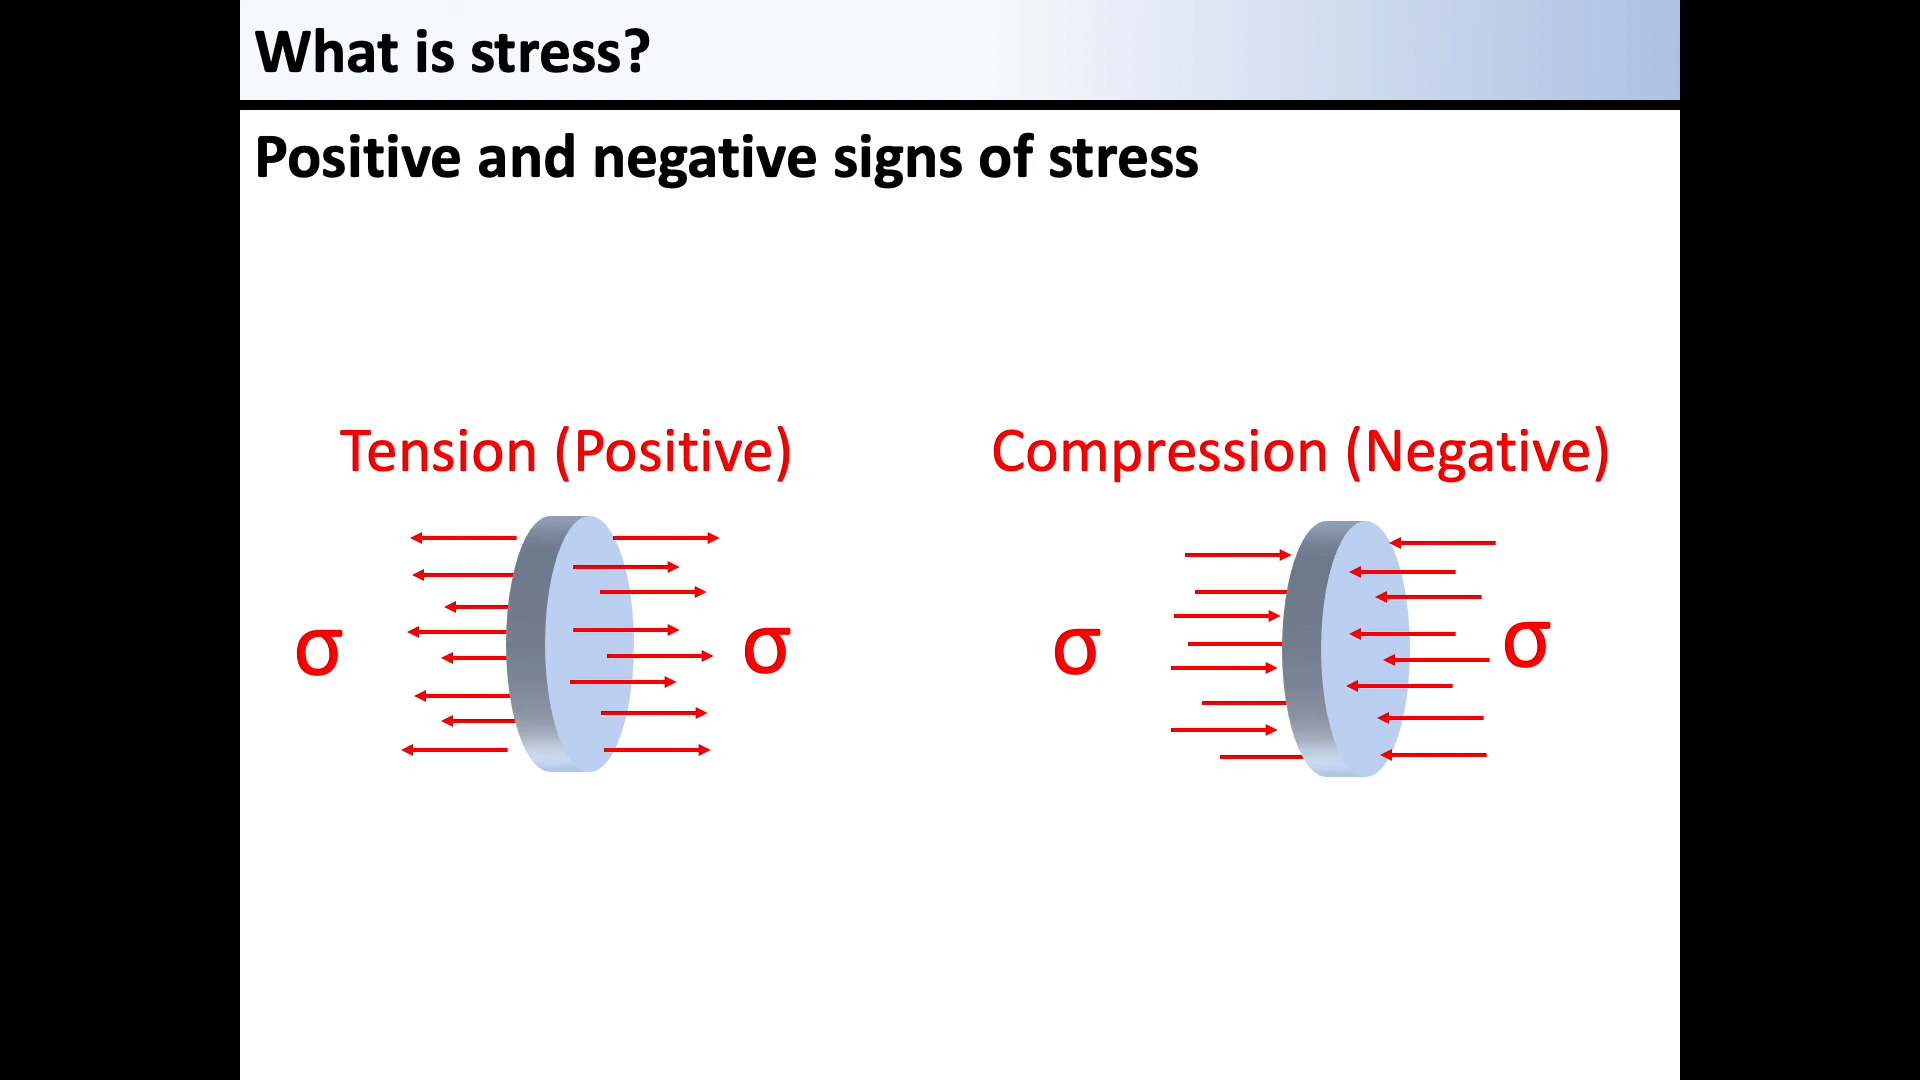 What is stress?
Positive and negative signs of stress
Tension (Positive)
Compression (Negative)
σ
σ
σ
σ